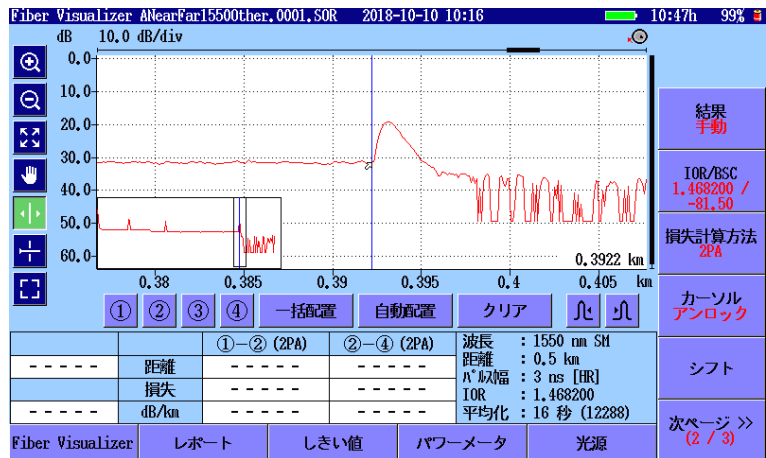 Fiber Visualizer ANearFar15500ther.0001.SOR 2018-10-10 10:16 10:47h 99%
dB 10.0 dB/div
0.0
10.0
20.0
30.0
40.0
50.0
60.0
0.3922 km
0.38 0.385 0.39 0.395 0.4 0.405 km
① ② ③ ④ 一括配置 自動配置 クリア
①-② (2PA) ②-④ (2PA)
- - - - - 距離 - - - - - - - - - -
損失 - - - - - - - - - -
- - - - - dB/km - - - - - - - - - -
波長 : 1550 nm SM
距離 : 0.5 km
パルス幅 : 3 ns [HR]
IOR : 1.468200
平均化 : 16 秒 (12288)
結果
手動
IOR/BSC
1.468200 /
-81.50
損失計算方法
2PA
カーソル
アンロック
シフト
次ページ >>
(2 / 3)
Fiber Visualizer レポート しきい値 パワーメータ 光源